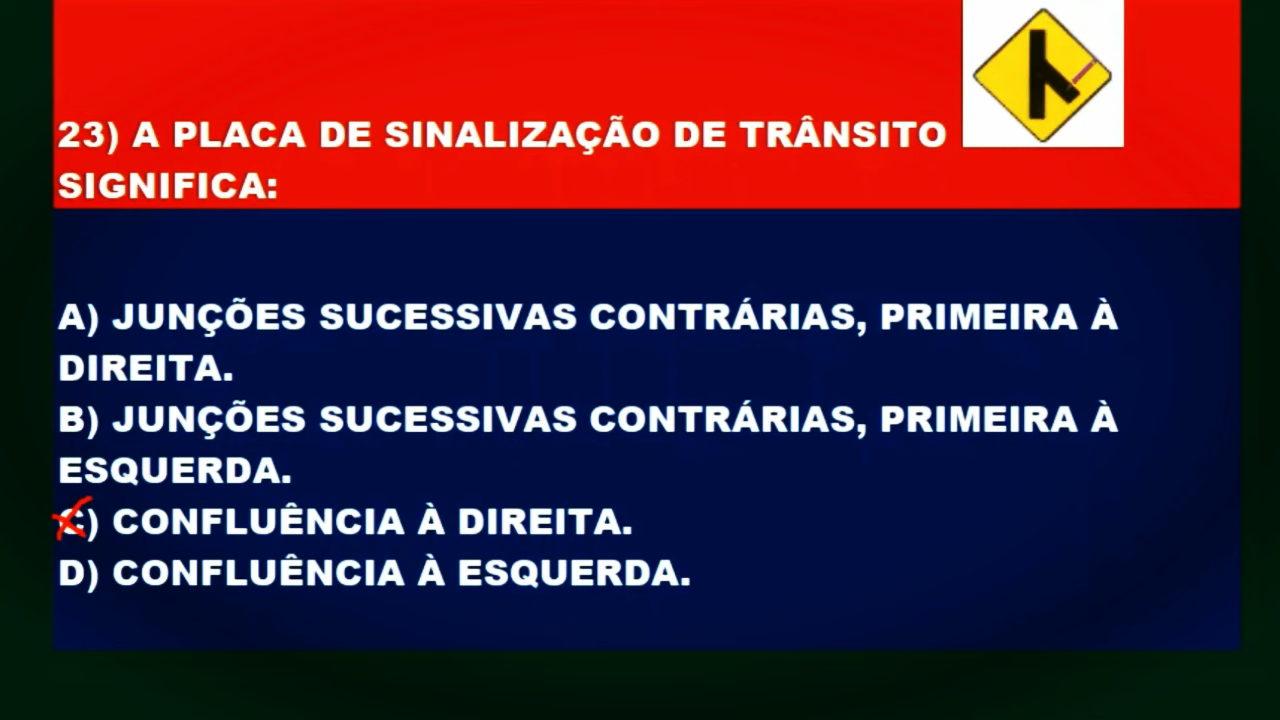 23) A PLACA DE SINALIZAÇÃO DE TRÂNSITO
SIGNIFICA:
A) JUNÇÕES SUCESSIVAS CONTRÁRIAS, PRIMEIRA À
DIREITA.
B) JUNÇÕES SUCESSIVAS CONTRÁRIAS, PRIMEIRA À
ESQUERDA.
C) CONFLUÊNCIA À DIREITA.
D) CONFLUÊNCIA À ESQUERDA.